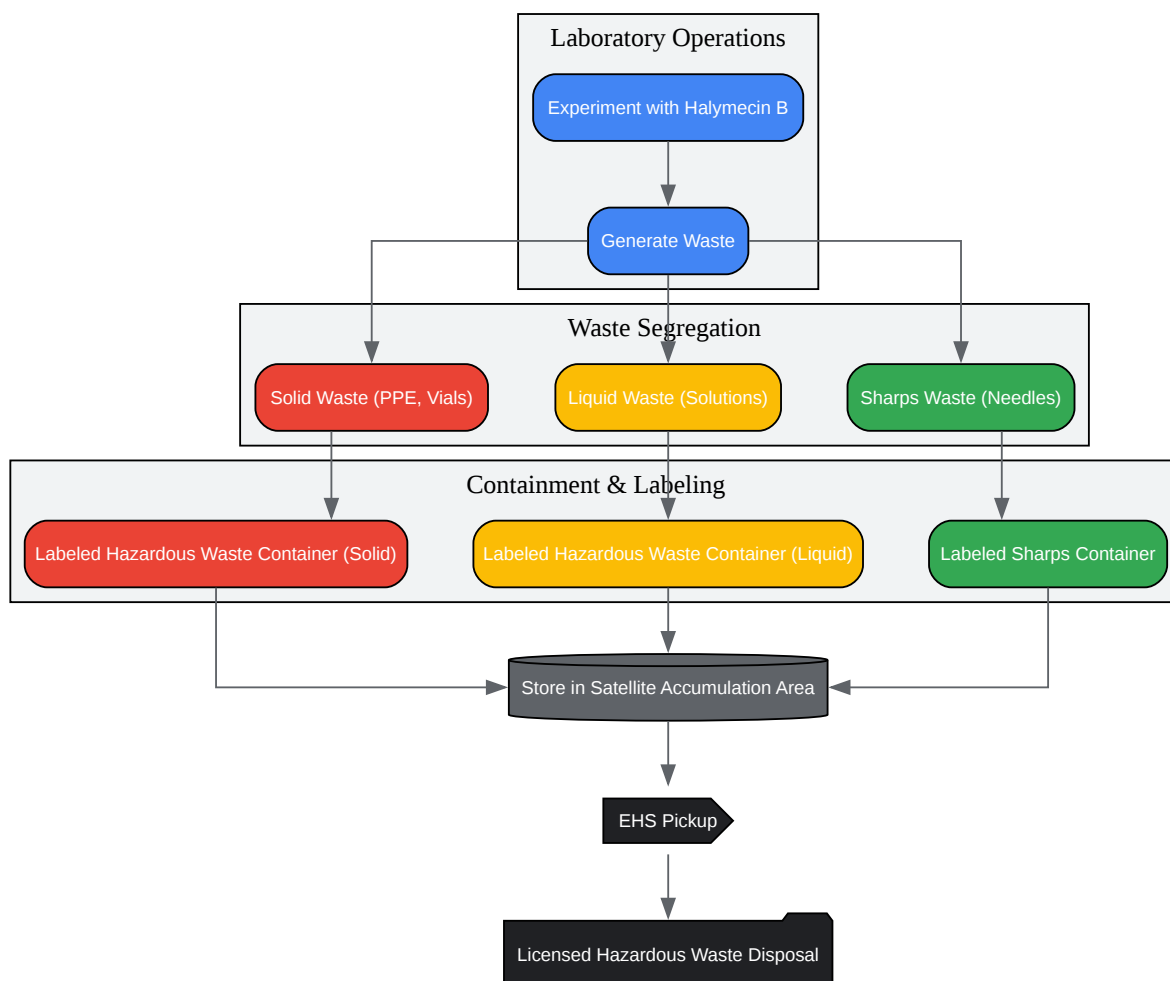 Laboratory Operations
Experiment with Halymecin B
Generate Waste
Waste Segregation
Solid Waste (PPE, Vials)
Liquid Waste (Solutions)
Sharps Waste (Needles)
Containment & Labeling
Labeled Hazardous Waste Container (Solid)
Labeled Hazardous Waste Container (Liquid)
Labeled Sharps Container
Store in Satellite Accumulation Area
EHS Pickup
Licensed Hazardous Waste Disposal